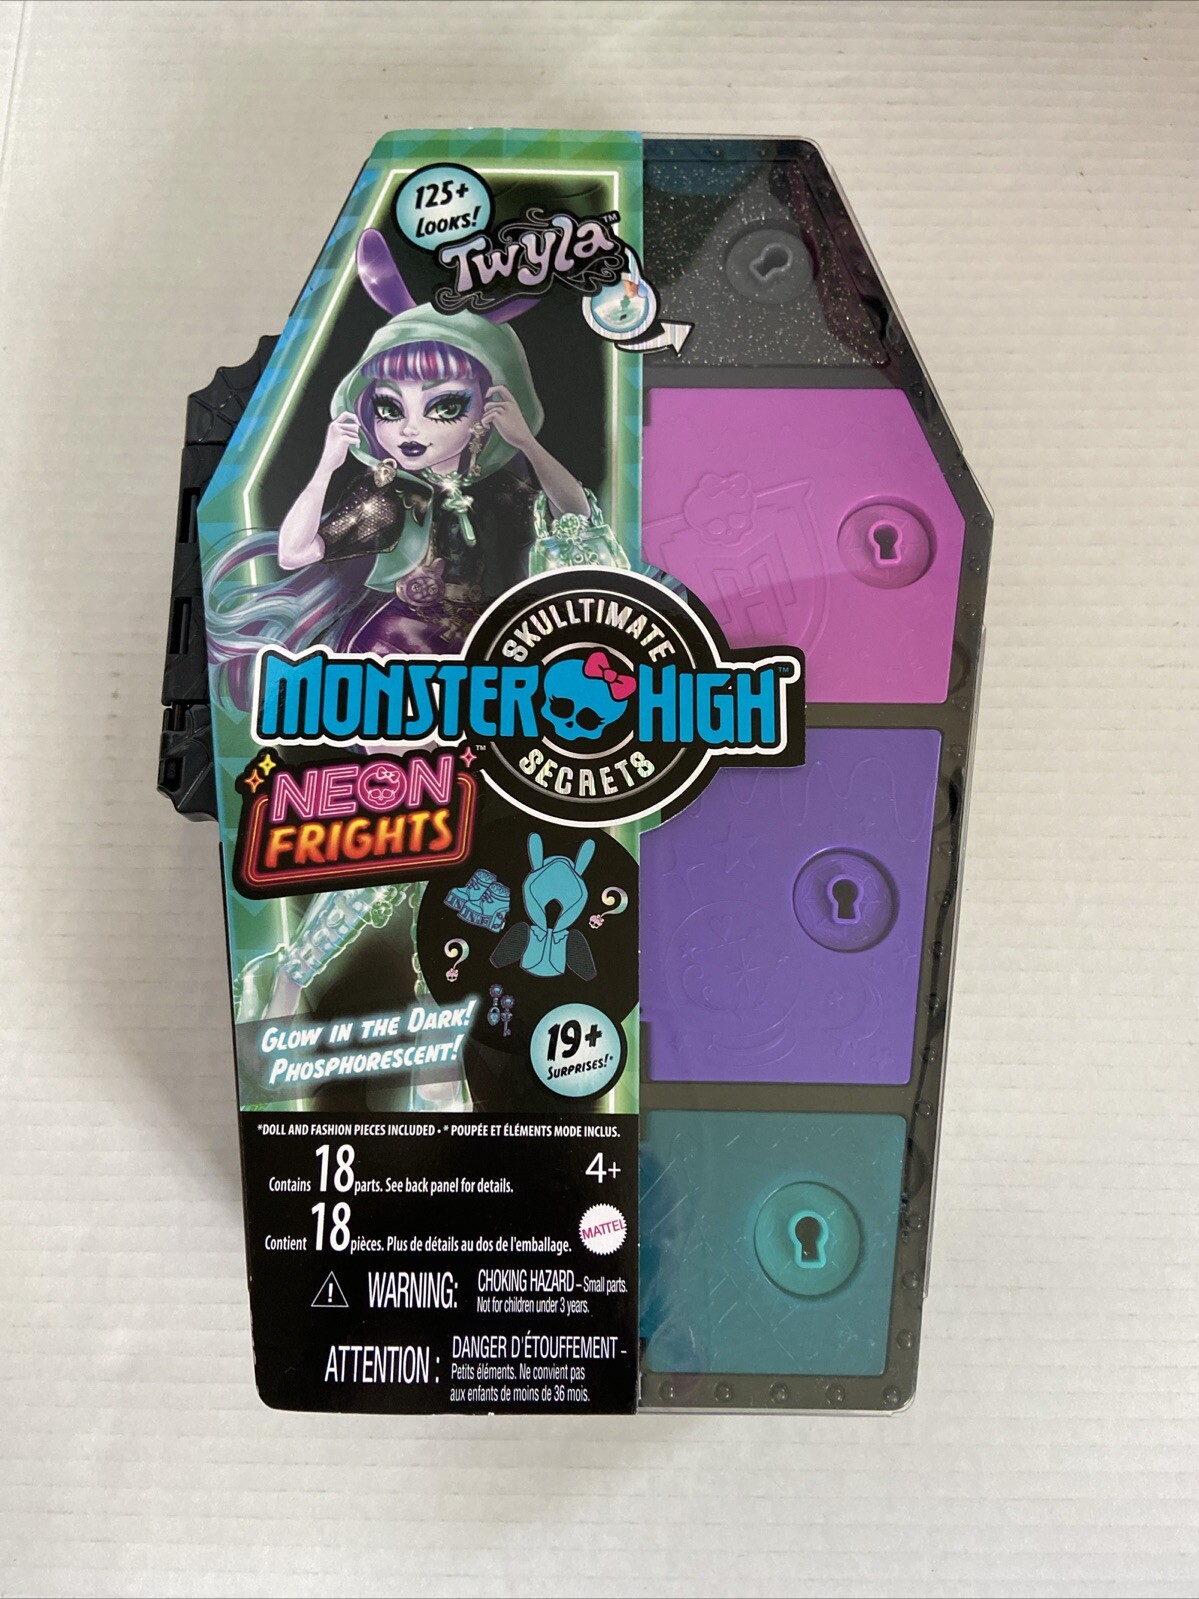 125+
LOOKS!
Twyla™
SKULLTIMATE
MONSTER HIGH™
SECRETS
™
NEON
FRIGHTS
GLOW IN THE DARK!
PHOSPHORESCENT!
19+
SURPRISES!*
*DOLL AND FASHION PIECES INCLUDED • * POUPÉE ET ÉLÉMENTS MODE INCLUS.
Contains 18 parts. See back panel for details.
4+
Contient 18 pièces. Plus de détails au dos de l'emballage.
MATTEL
WARNING: CHOKING HAZARD – Small parts.
Not for children under 3 years.
ATTENTION : DANGER D'ÉTOUFFEMENT –
Petits éléments. Ne convient pas
aux enfants de moins de 36 mois.